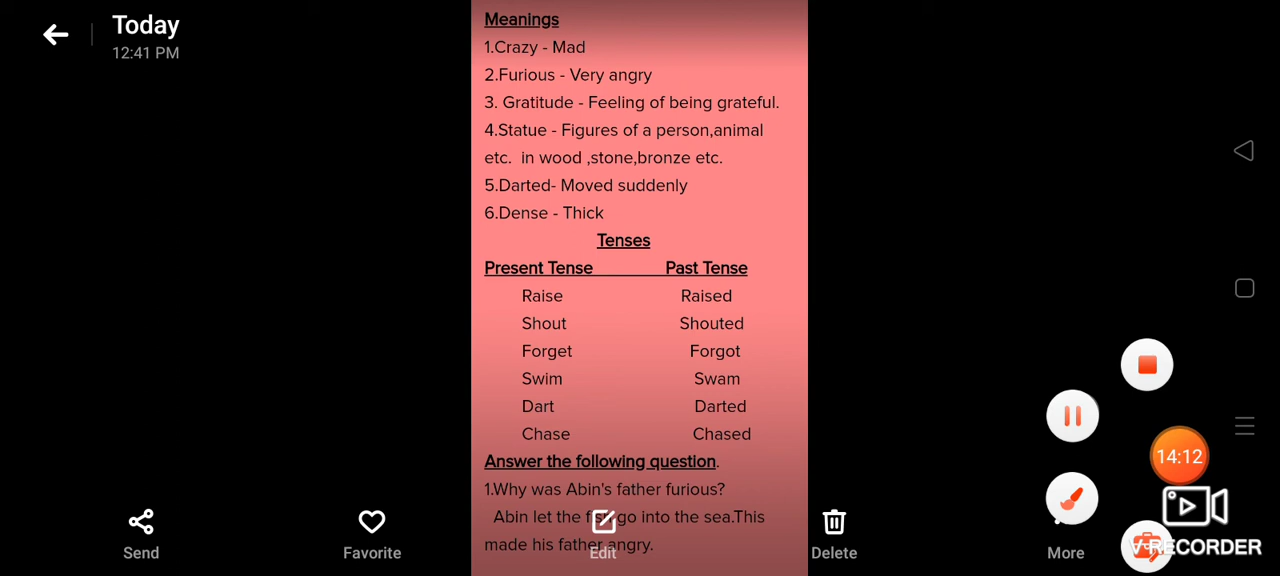 Today
12:41 PM
Meanings
1.Crazy - Mad
2.Furious - Very angry
3. Gratitude - Feeling of being grateful.
4.Statue - Figures of a person,animal
etc. in wood ,stone,bronze etc.
5.Darted- Moved suddenly
6.Dense - Thick
Tenses
Present Tense Past Tense
Raise Raised
Shout Shouted
Forget Forgot
Swim Swam
Dart Darted
Chase Chased
Answer the following question.
1.Why was Abin's father furious?
Abin let the fish go into the sea.This
made his father angry.
14:12
Send
Favorite
Edit
Delete
More
V RECORDER